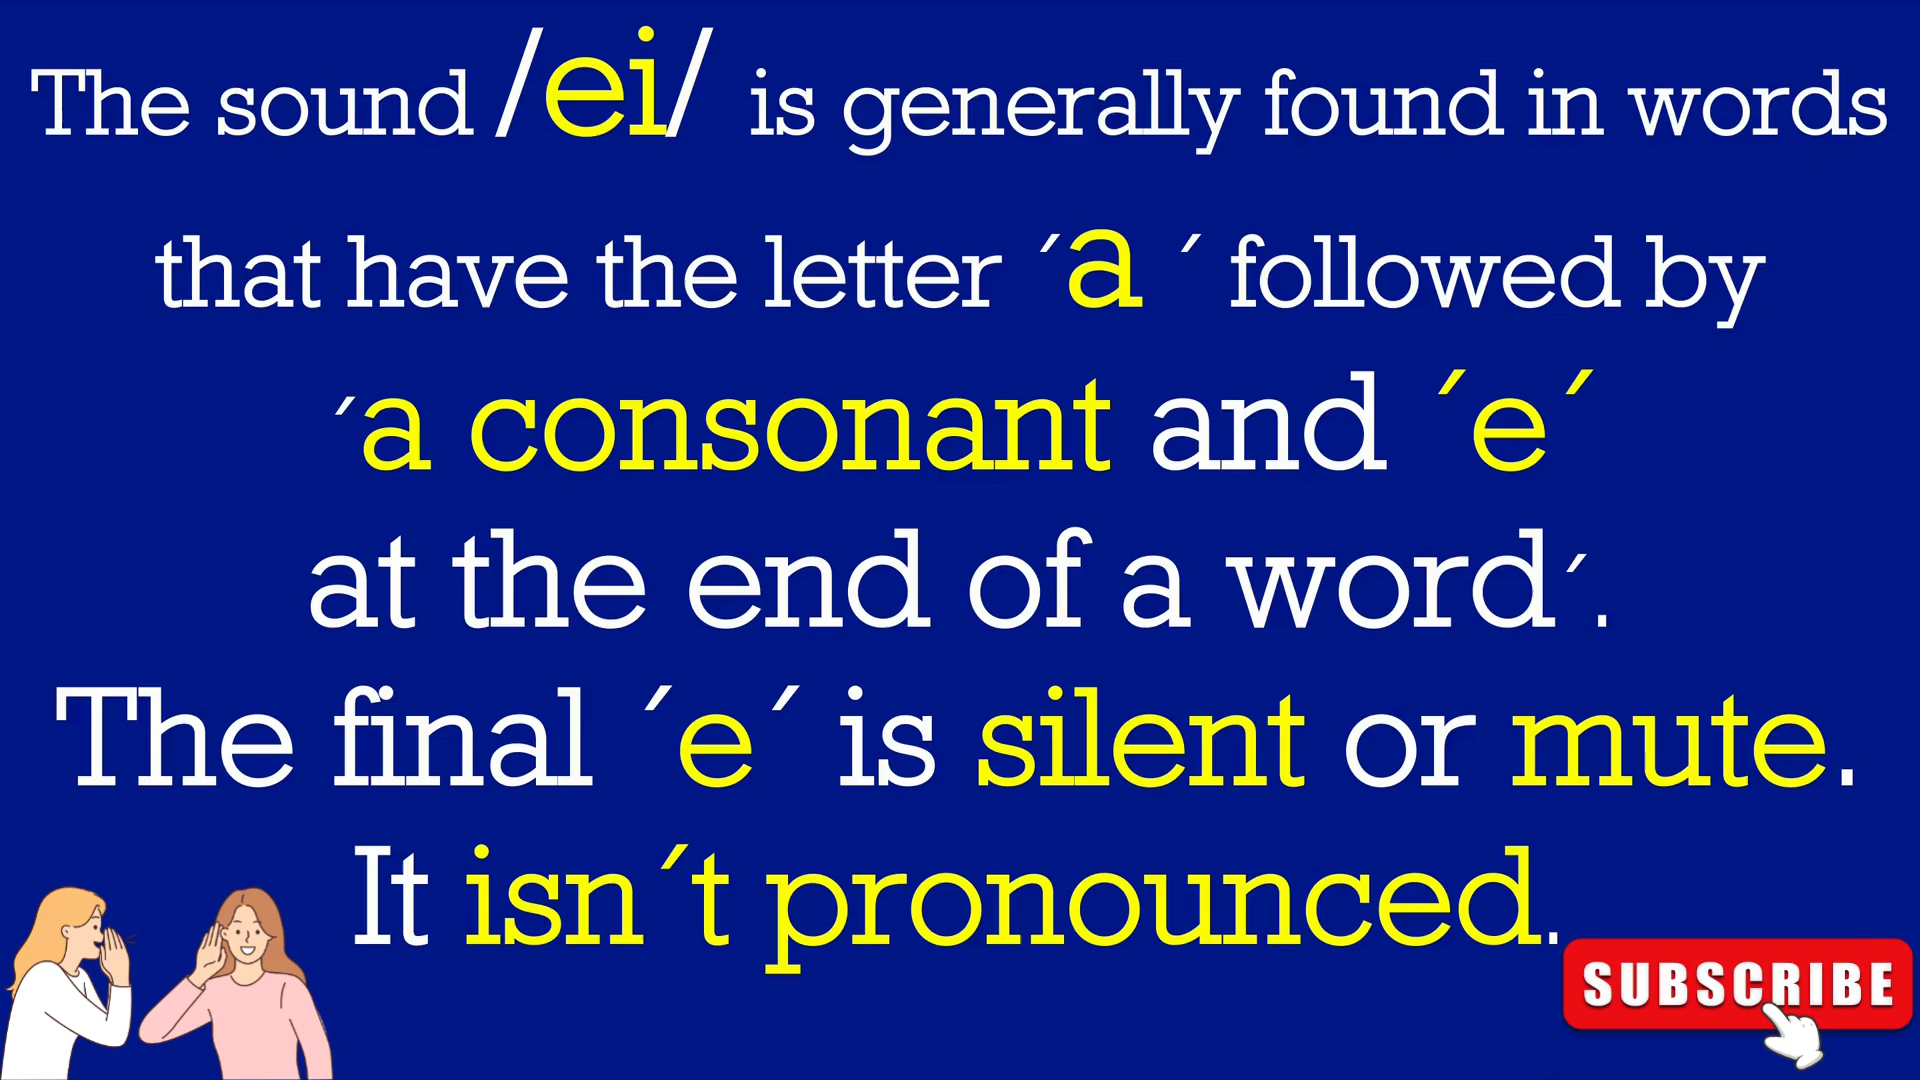 The sound /ei/ is generally found in words
that have the letter ´a ´ followed by
´a consonant and ´e´
at the end of a word´.
The final ´e´ is silent or mute.
It isn´t pronounced.
SUBSCRIBE